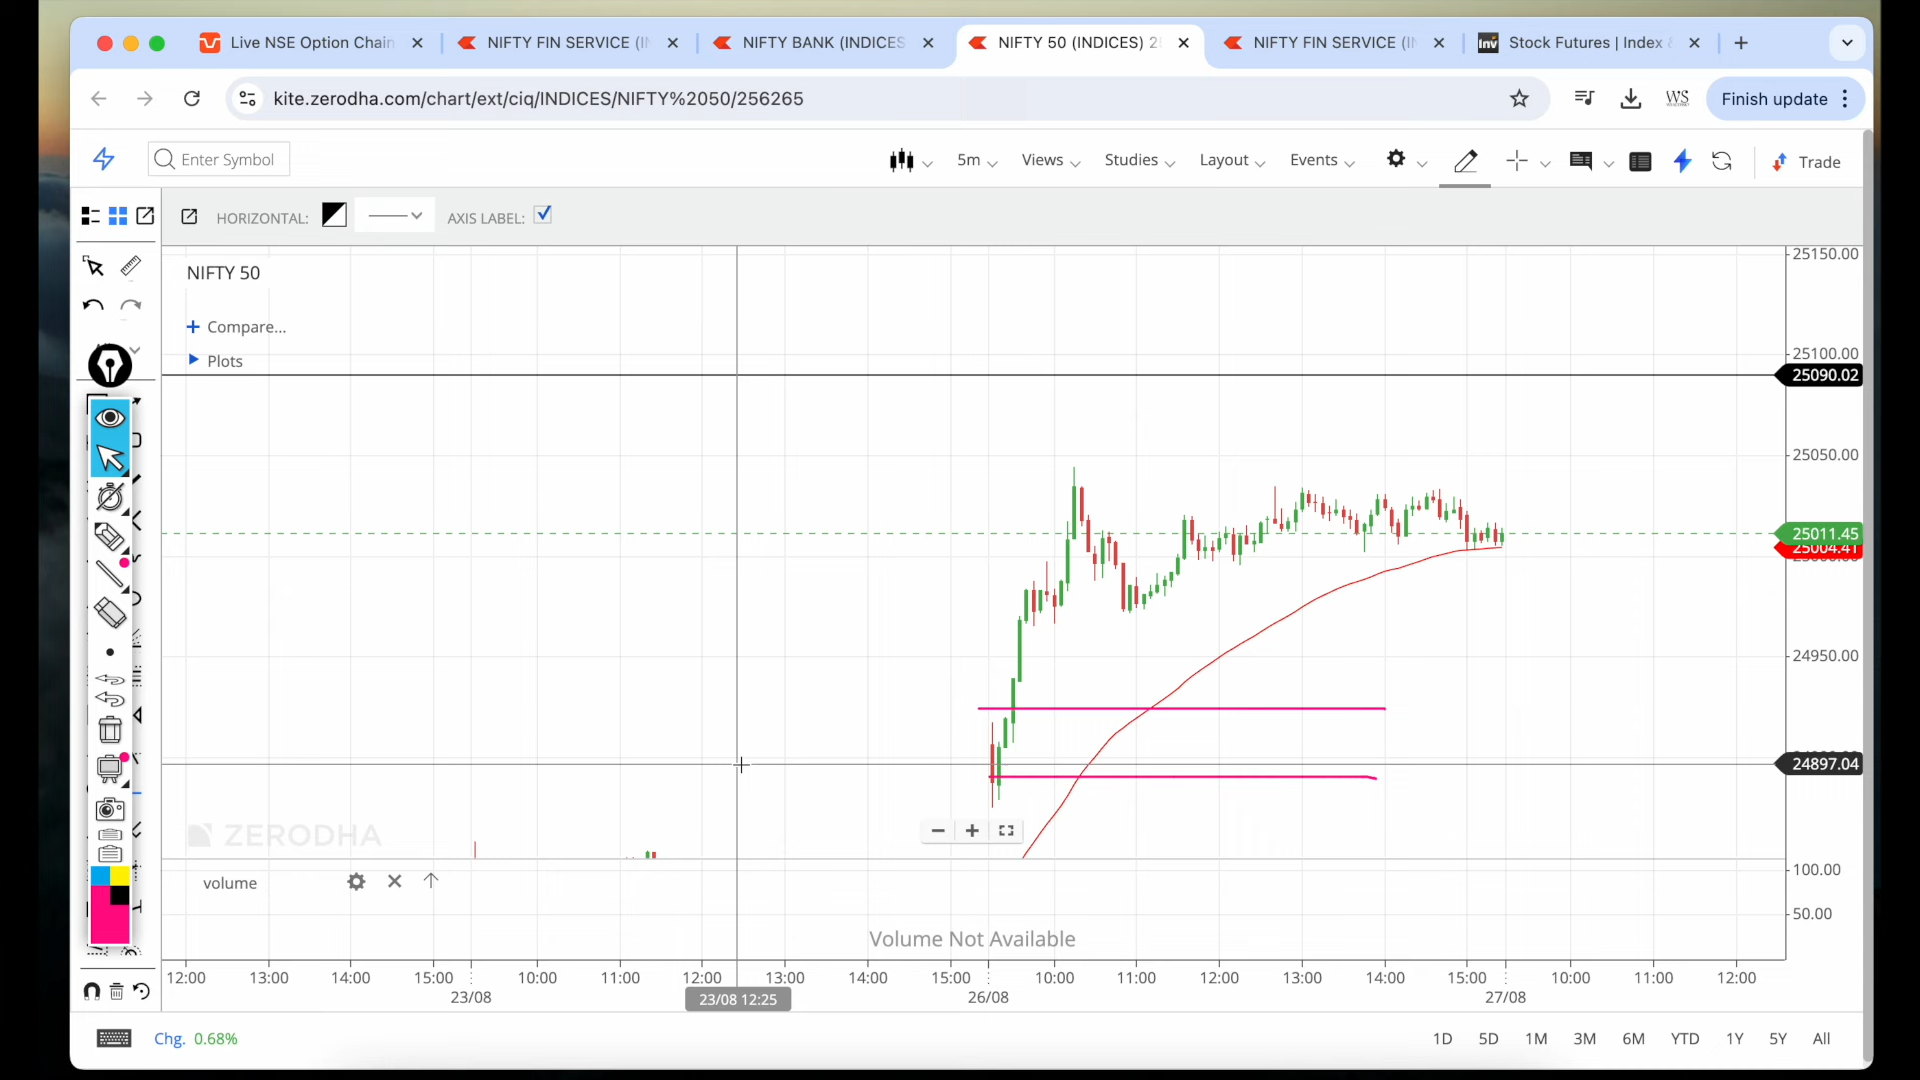 Live NSE Option Chain
NIFTY FIN SERVICE (IN
NIFTY BANK (INDICES
NIFTY 50 (INDICES) 2
NIFTY FIN SERVICE (IN
Inv
Stock Futures | Index &
kite.zerodha.com/chart/ext/ciq/INDICES/NIFTY%2050/256265
WS
Finish update
Enter Symbol
5m
Views
Studies
Layout
Events
Trade
HORIZONTAL:
AXIS LABEL:
NIFTY 50
Compare...
Plots
25150.00
25100.00
25090.02
25050.00
25011.45
25004.41
24950.00
24897.04
ZERODHA
volume
100.00
50.00
Volume Not Available
12:00 13:00 14:00 15:00 10:00 11:00 12:00 13:00 14:00 15:00 10:00 11:00 12:00 13:00 14:00 15:00 10:00 11:00 12:00
23/08 23/08 12:25 26/08 27/08
Chg. 0.68%
1D 5D 1M 3M 6M YTD 1Y 5Y All